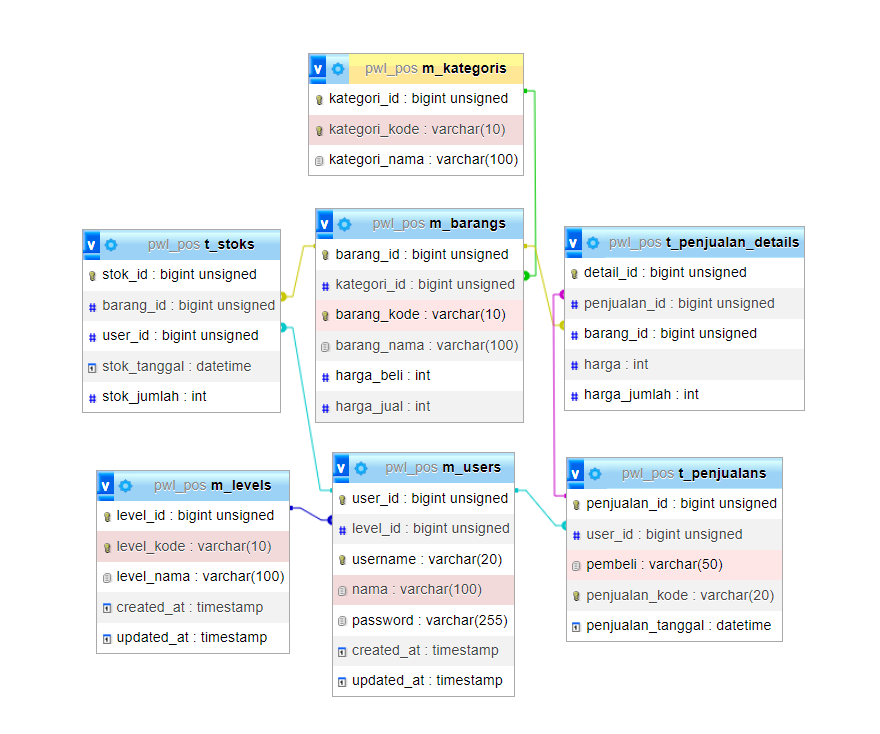 v pwl_pos m_kategoris
kategori_id : bigint unsigned
kategori_kode : varchar(10)
kategori_nama : varchar(100)
v pwl_pos t_stoks
stok_id : bigint unsigned
# barang_id : bigint unsigned
# user_id : bigint unsigned
stok_tanggal : datetime
# stok_jumlah : int
v pwl_pos m_barangs
barang_id : bigint unsigned
# kategori_id : bigint unsigned
barang_kode : varchar(10)
barang_nama : varchar(100)
# harga_beli : int
# harga_jual : int
v pwl_pos t_penjualan_details
detail_id : bigint unsigned
# penjualan_id : bigint unsigned
# barang_id : bigint unsigned
# harga : int
# harga_jumlah : int
v pwl_pos m_levels
level_id : bigint unsigned
level_kode : varchar(10)
level_nama : varchar(100)
created_at : timestamp
updated_at : timestamp
v pwl_pos m_users
user_id : bigint unsigned
# level_id : bigint unsigned
username : varchar(20)
nama : varchar(100)
password : varchar(255)
created_at : timestamp
updated_at : timestamp
v pwl_pos t_penjualans
penjualan_id : bigint unsigned
# user_id : bigint unsigned
pembeli : varchar(50)
penjualan_kode : varchar(20)
penjualan_tanggal : datetime